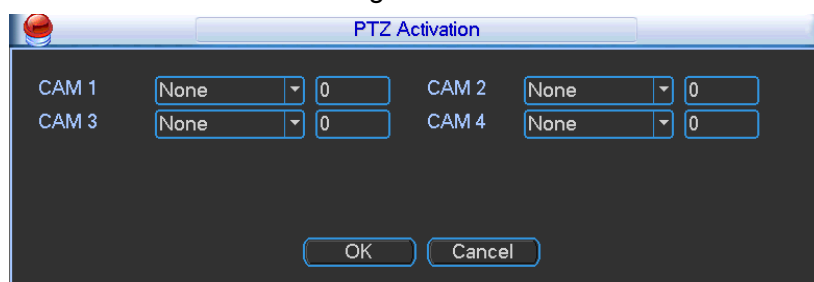 PTZ Activation
CAM 1 None 0 CAM 2 None 0
CAM 3 None 0 CAM 4 None 0
OK Cancel